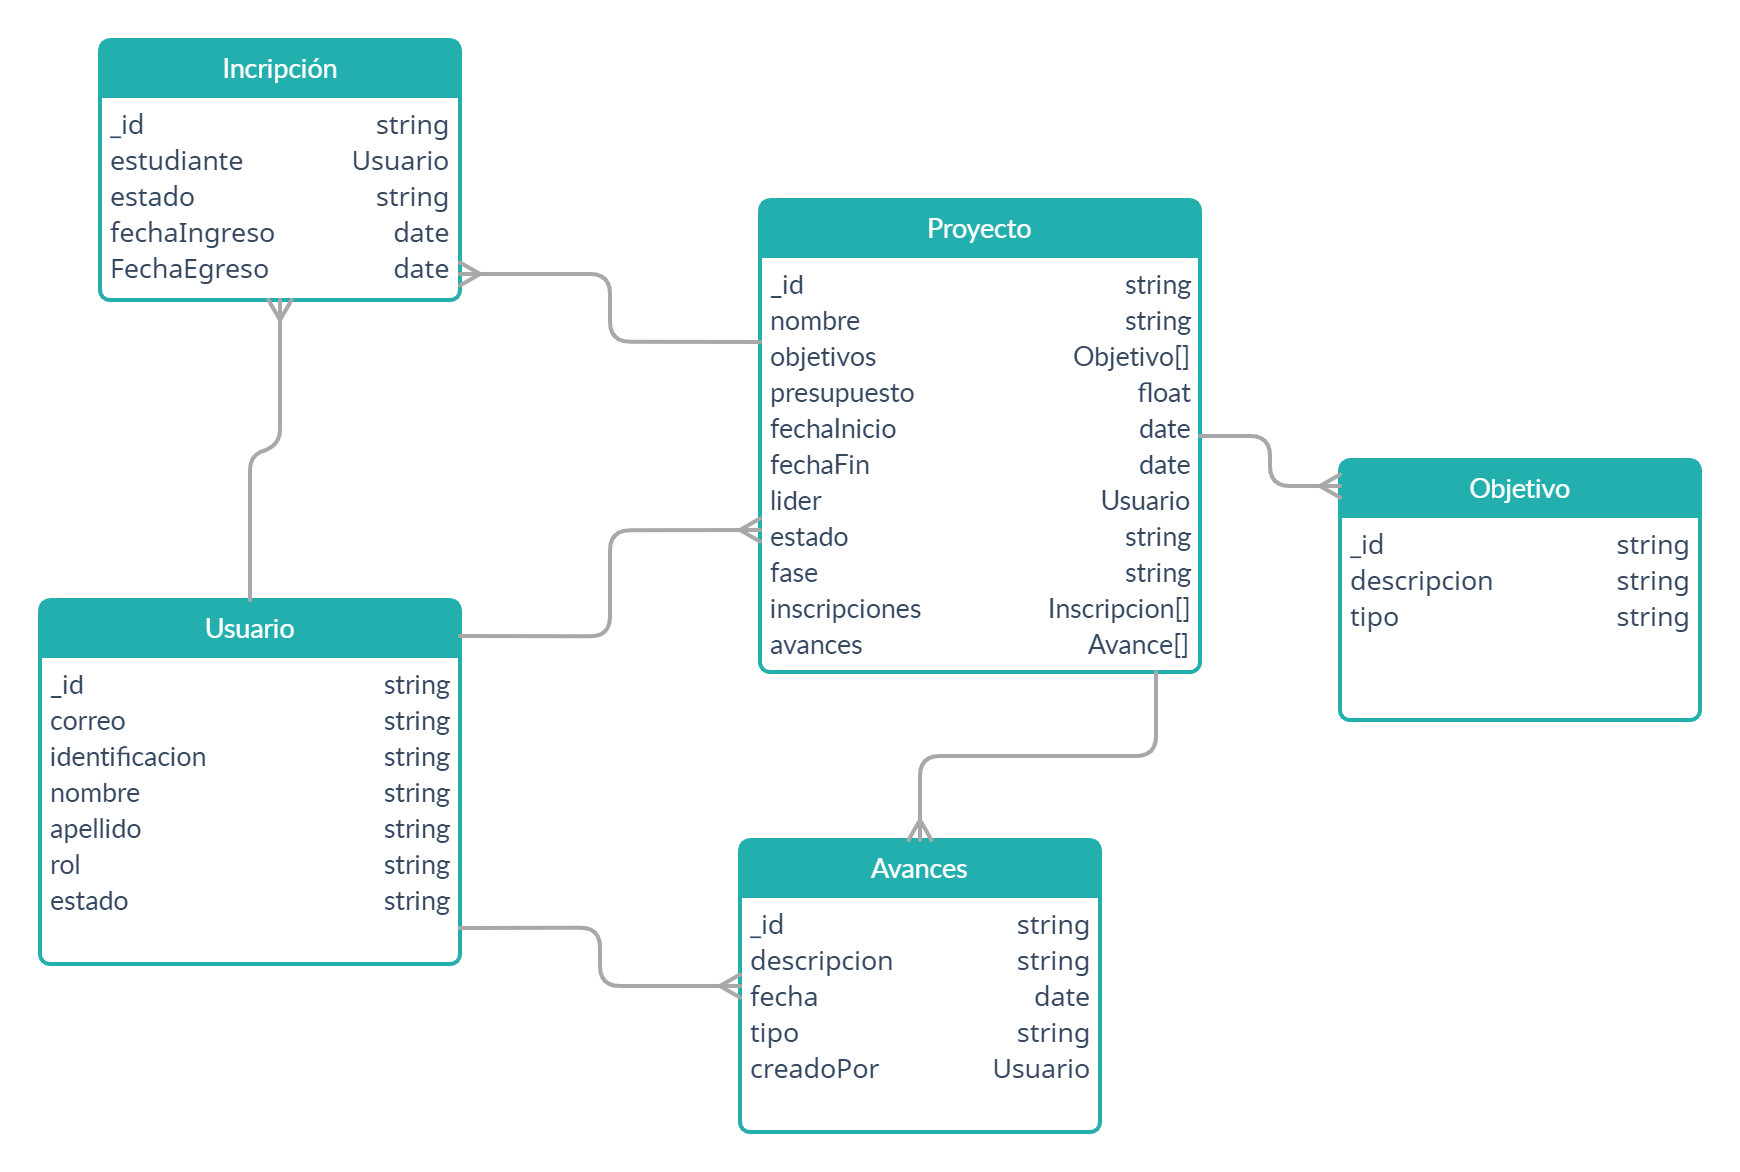 Incripción
_id string
estudiante Usuario
estado string
fechaIngreso date
FechaEgreso date
Proyecto
_id string
nombre string
objetivos Objetivo[]
presupuesto float
fechaInicio date
fechaFin date
lider Usuario
estado string
fase string
inscripciones Inscripcion[]
avances Avance[]
Objetivo
_id string
descripcion string
tipo string
Usuario
_id string
correo string
identificacion string
nombre string
apellido string
rol string
estado string
Avances
_id string
descripcion string
fecha date
tipo string
creadoPor Usuario